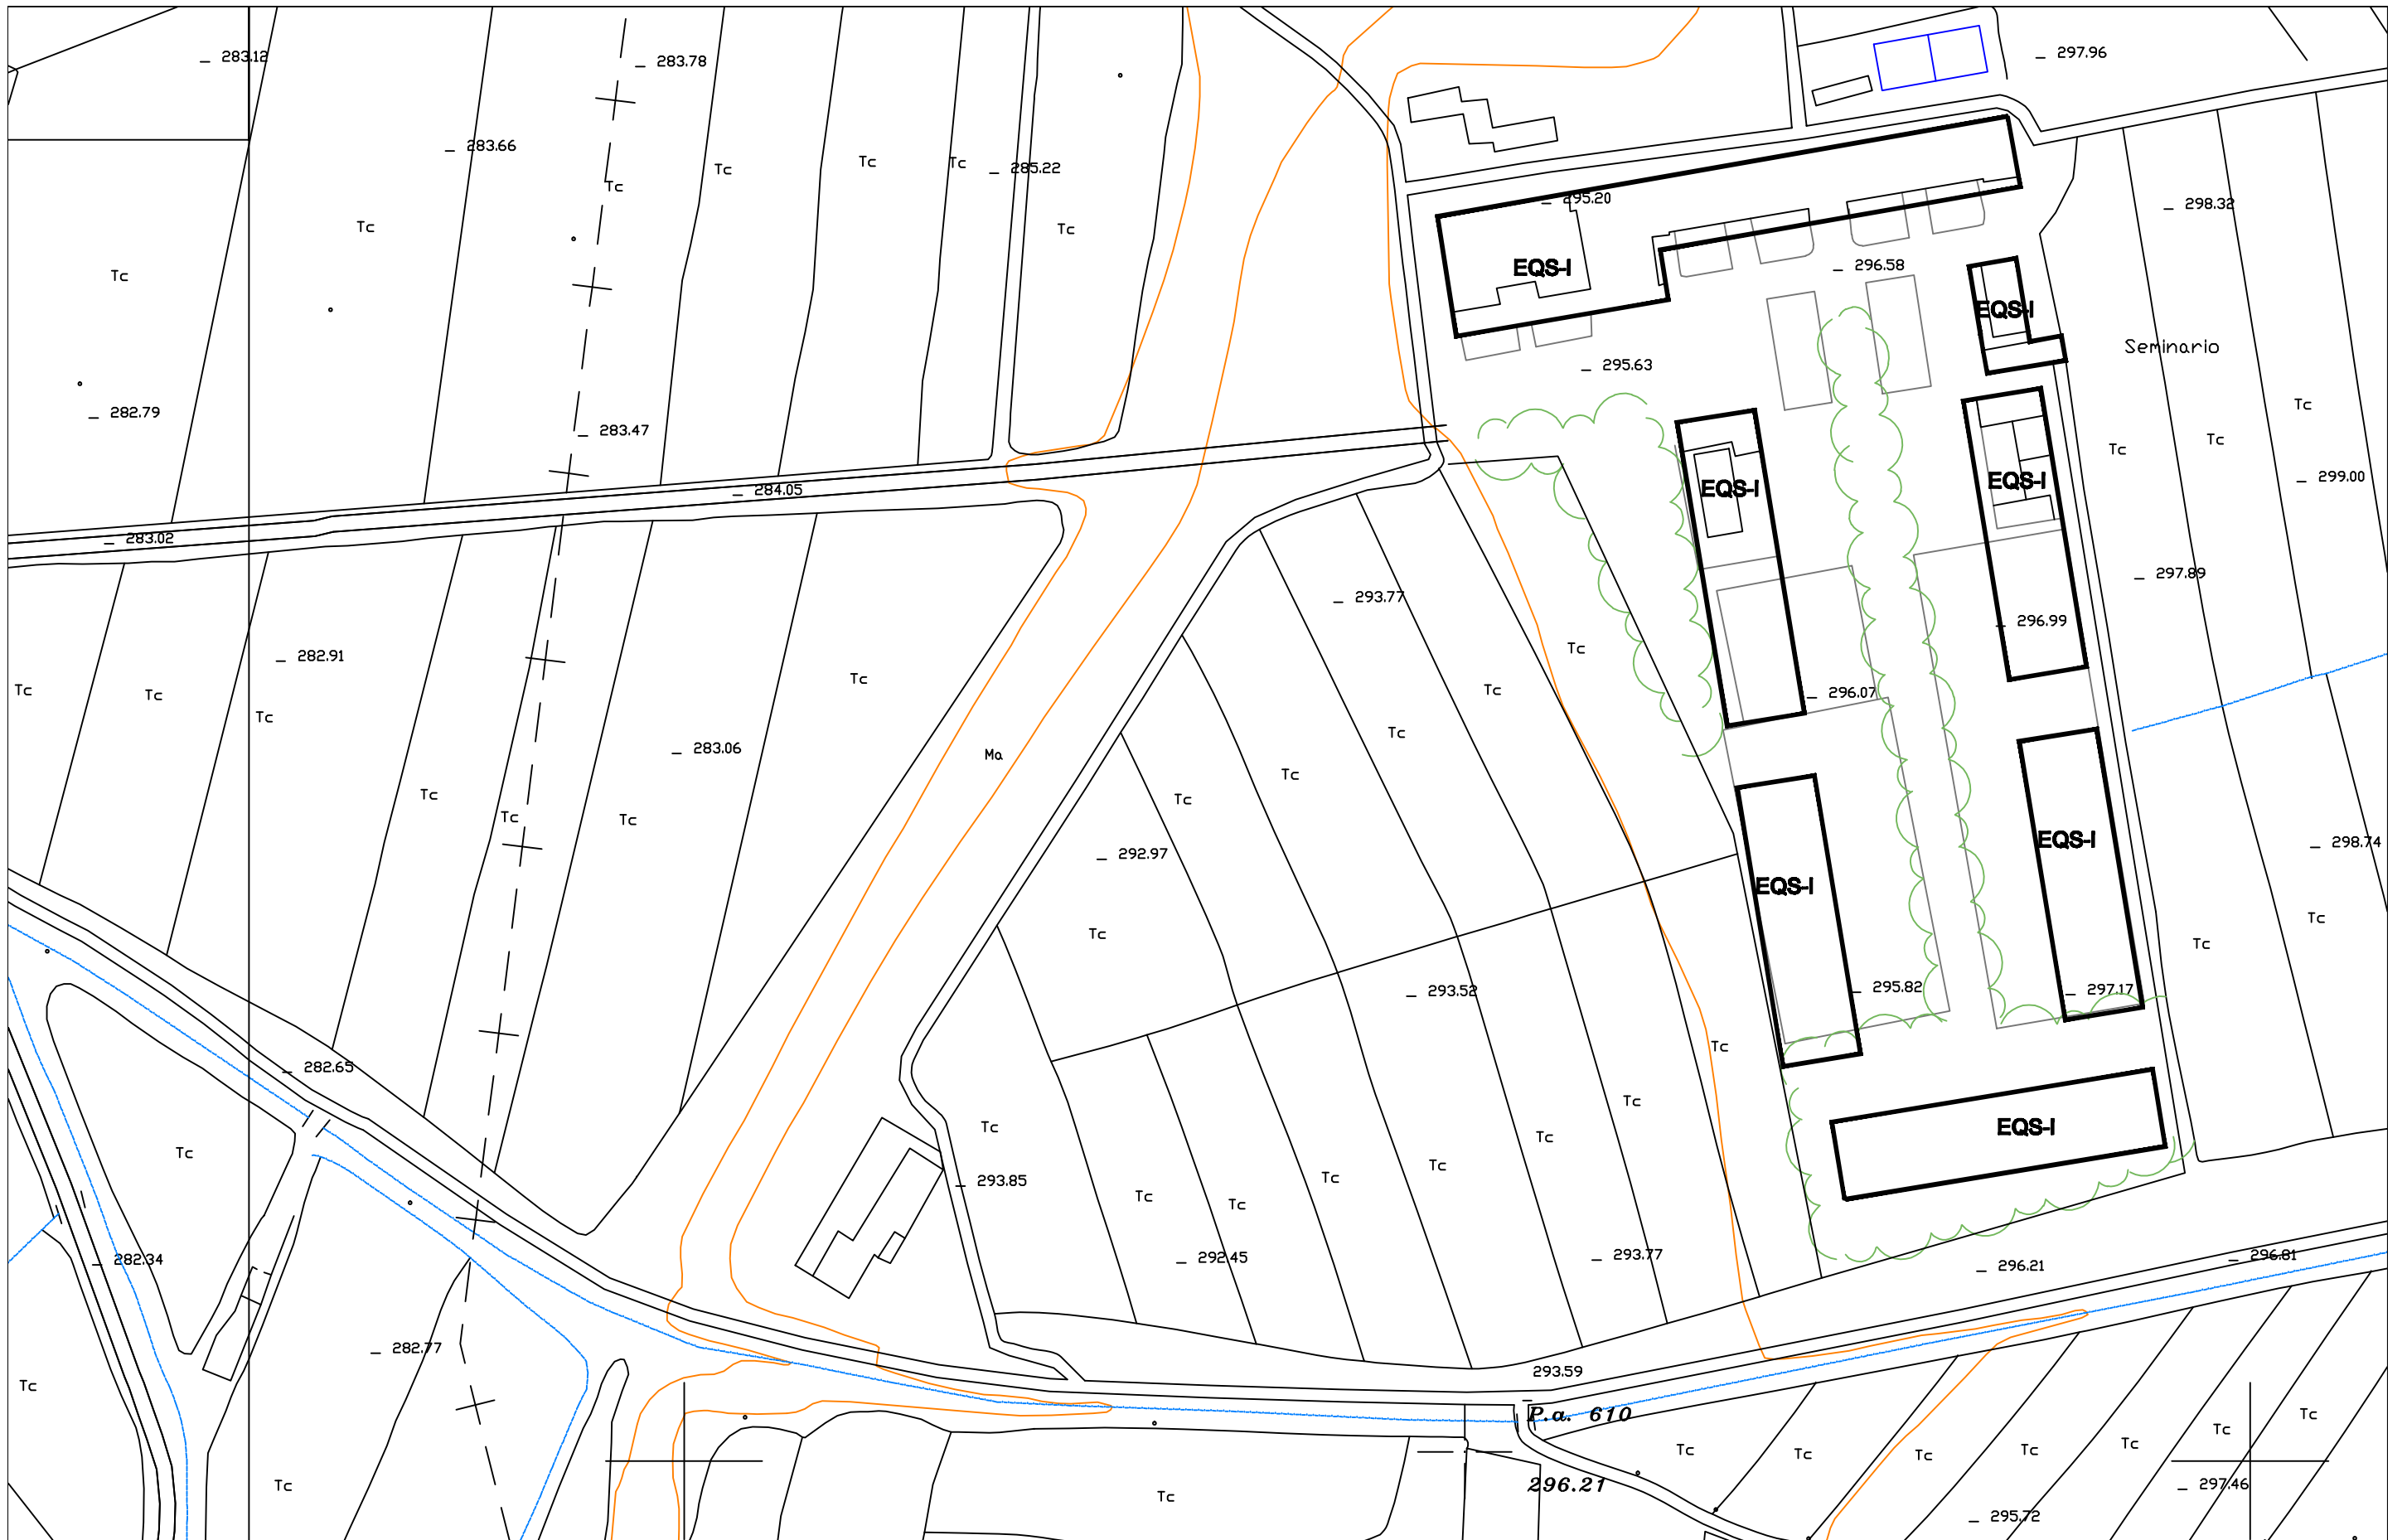 283.12
283.78
297.96
283.66
Tc
Tc
Tc
Tc
285.22
295.20
298.32
Tc
Tc
Tc
EQS-I
296.58
EQS-I
Seminario
295.63
282.79
283.47
Tc
Tc
Tc
299.00
EQS-I
EQS-I
284.05
283.02
297.89
293.77
296.99
282.91
Tc
Tc
Tc
Tc
Tc
Tc
296.07
Tc
283.06
Ma
Tc
Tc
Tc
Tc
Tc
EQS-I
298.74
292.97
EQS-I
Tc
Tc
Tc
293.52
295.82
297.17
Tc
282.65
Tc
Tc
EQS-I
Tc
Tc
Tc
293.85
Tc
Tc
Tc
Tc
282.34
292.45
293.77
296.21
296.81
282.77
293.59
Tc
P.a. 610
Tc
Tc
Tc
Tc
Tc
Tc
Tc
Tc
296.21
Tc
297.46
295.72